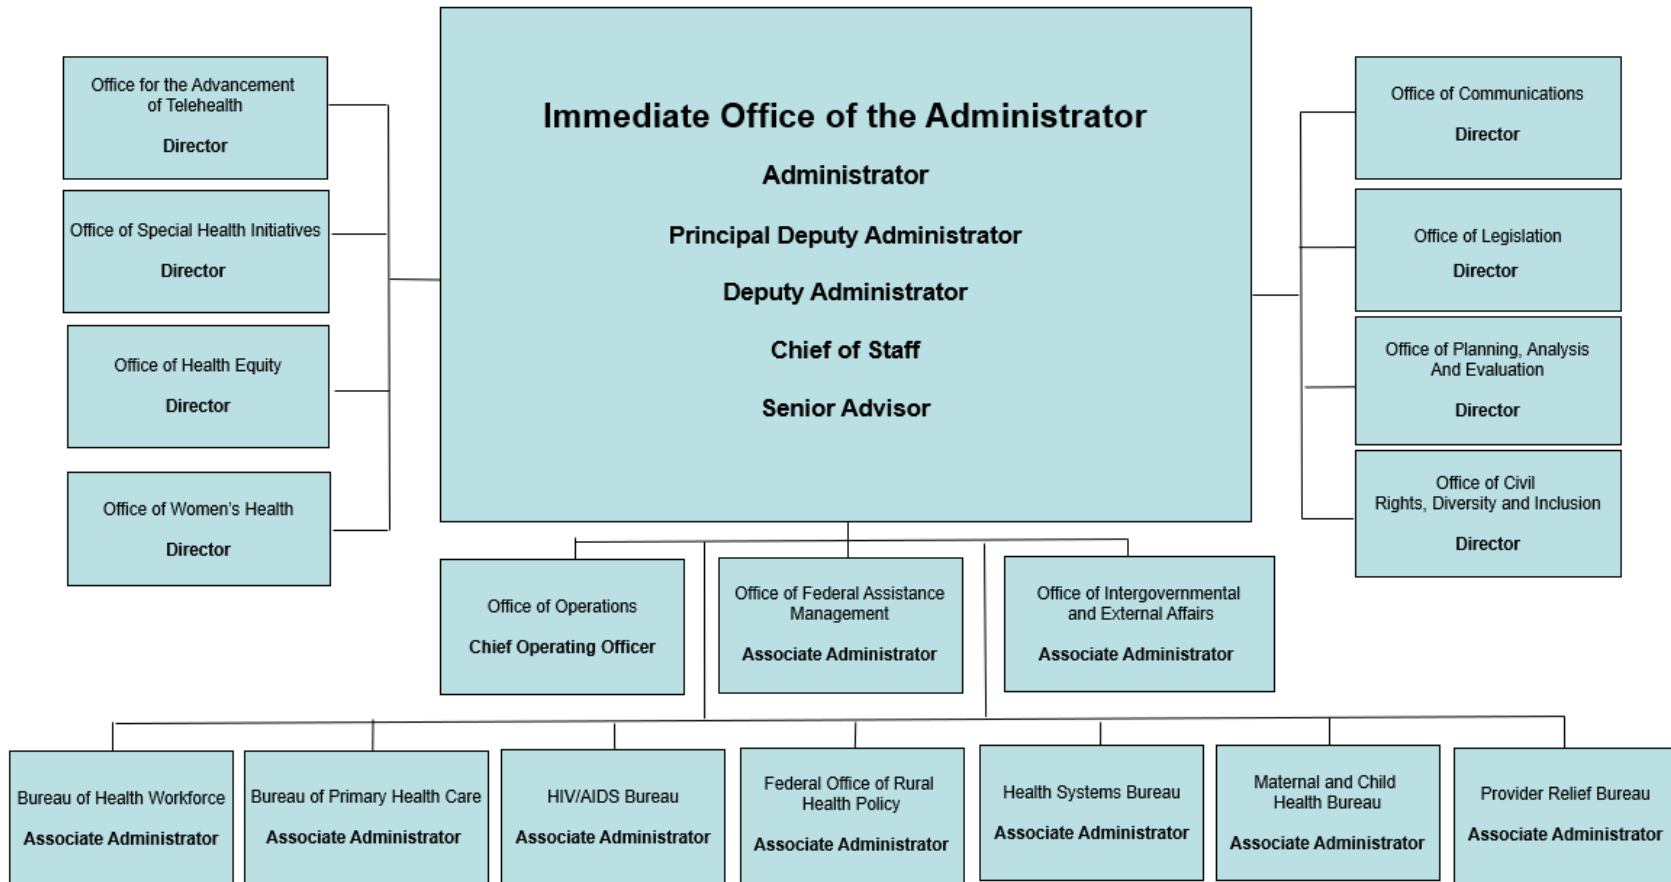 Immediate Office of the Administrator
Administrator
Principal Deputy Administrator
Deputy Administrator
Chief of Staff
Senior Advisor
Office for the Advancement
of Telehealth
Director
Office of Special Health Initiatives
Director
Office of Health Equity
Director
Office of Women's Health
Director
Office of Communications
Director
Office of Legislation
Director
Office of Planning, Analysis
And Evaluation
Director
Office of Civil
Rights, Diversity and Inclusion
Director
Office of Operations
Chief Operating Officer
Office of Federal Assistance
Management
Associate Administrator
Office of Intergovernmental
and External Affairs
Associate Administrator
Bureau of Health Workforce
Associate Administrator
Bureau of Primary Health Care
Associate Administrator
HIV/AIDS Bureau
Associate Administrator
Federal Office of Rural
Health Policy
Associate Administrator
Health Systems Bureau
Associate Administrator
Maternal and Child
Health Bureau
Associate Administrator
Provider Relief Bureau
Associate Administrator